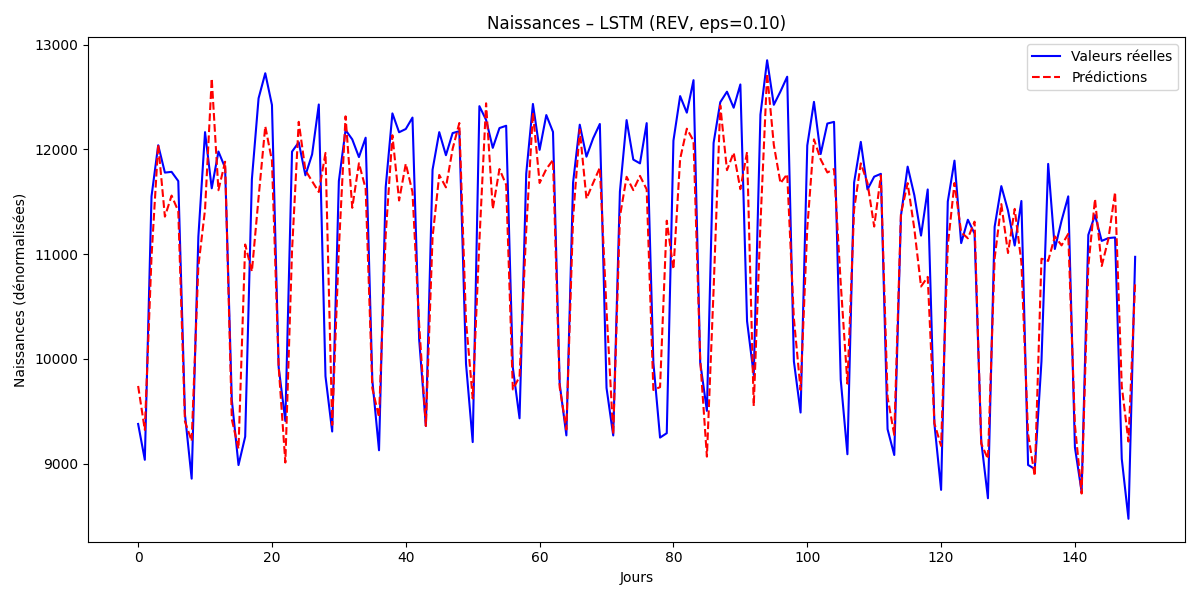 Naissances – LSTM (REV, eps=0.10)
Valeurs réelles
Prédictions
Naissances (dénormalisées)
13000
12000
11000
10000
9000
0 20 40 60 80 100 120 140
Jours